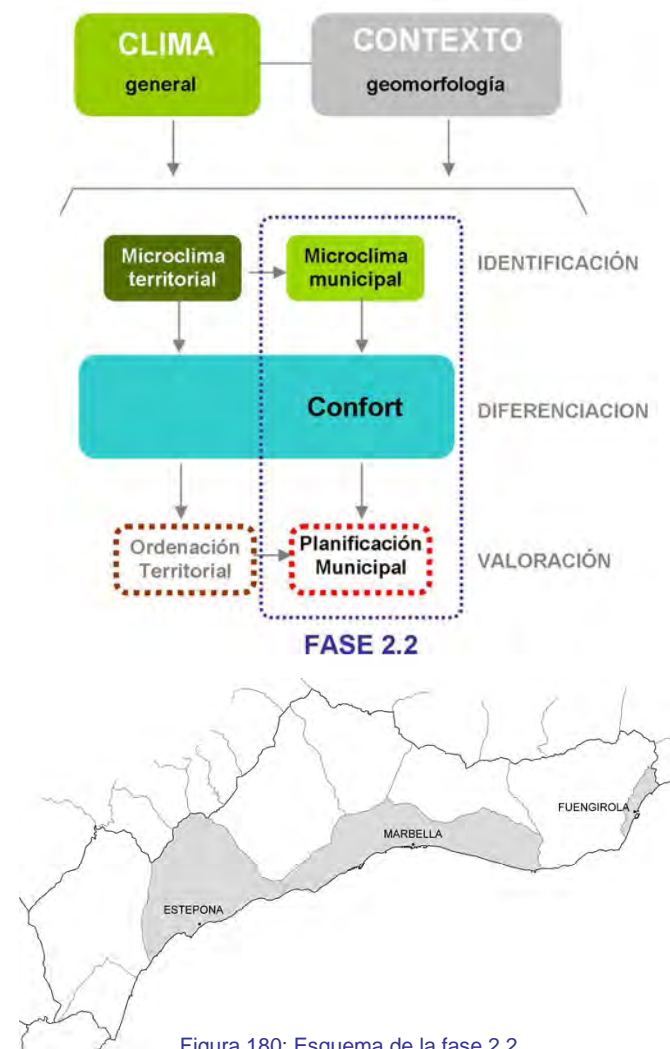 CLIMA
general
CONTEXTO
geomorfología
Microclima
territorial
Microclima
municipal
IDENTIFICACIÓN
Confort
DIFERENCIACION
Ordenación
Territorial
Planificación
Municipal
VALORACIÓN
FASE 2.2
FUENGIROLA
MARBELLA
ESTEPONA
Figura 180: Esquema de la fase 2.2